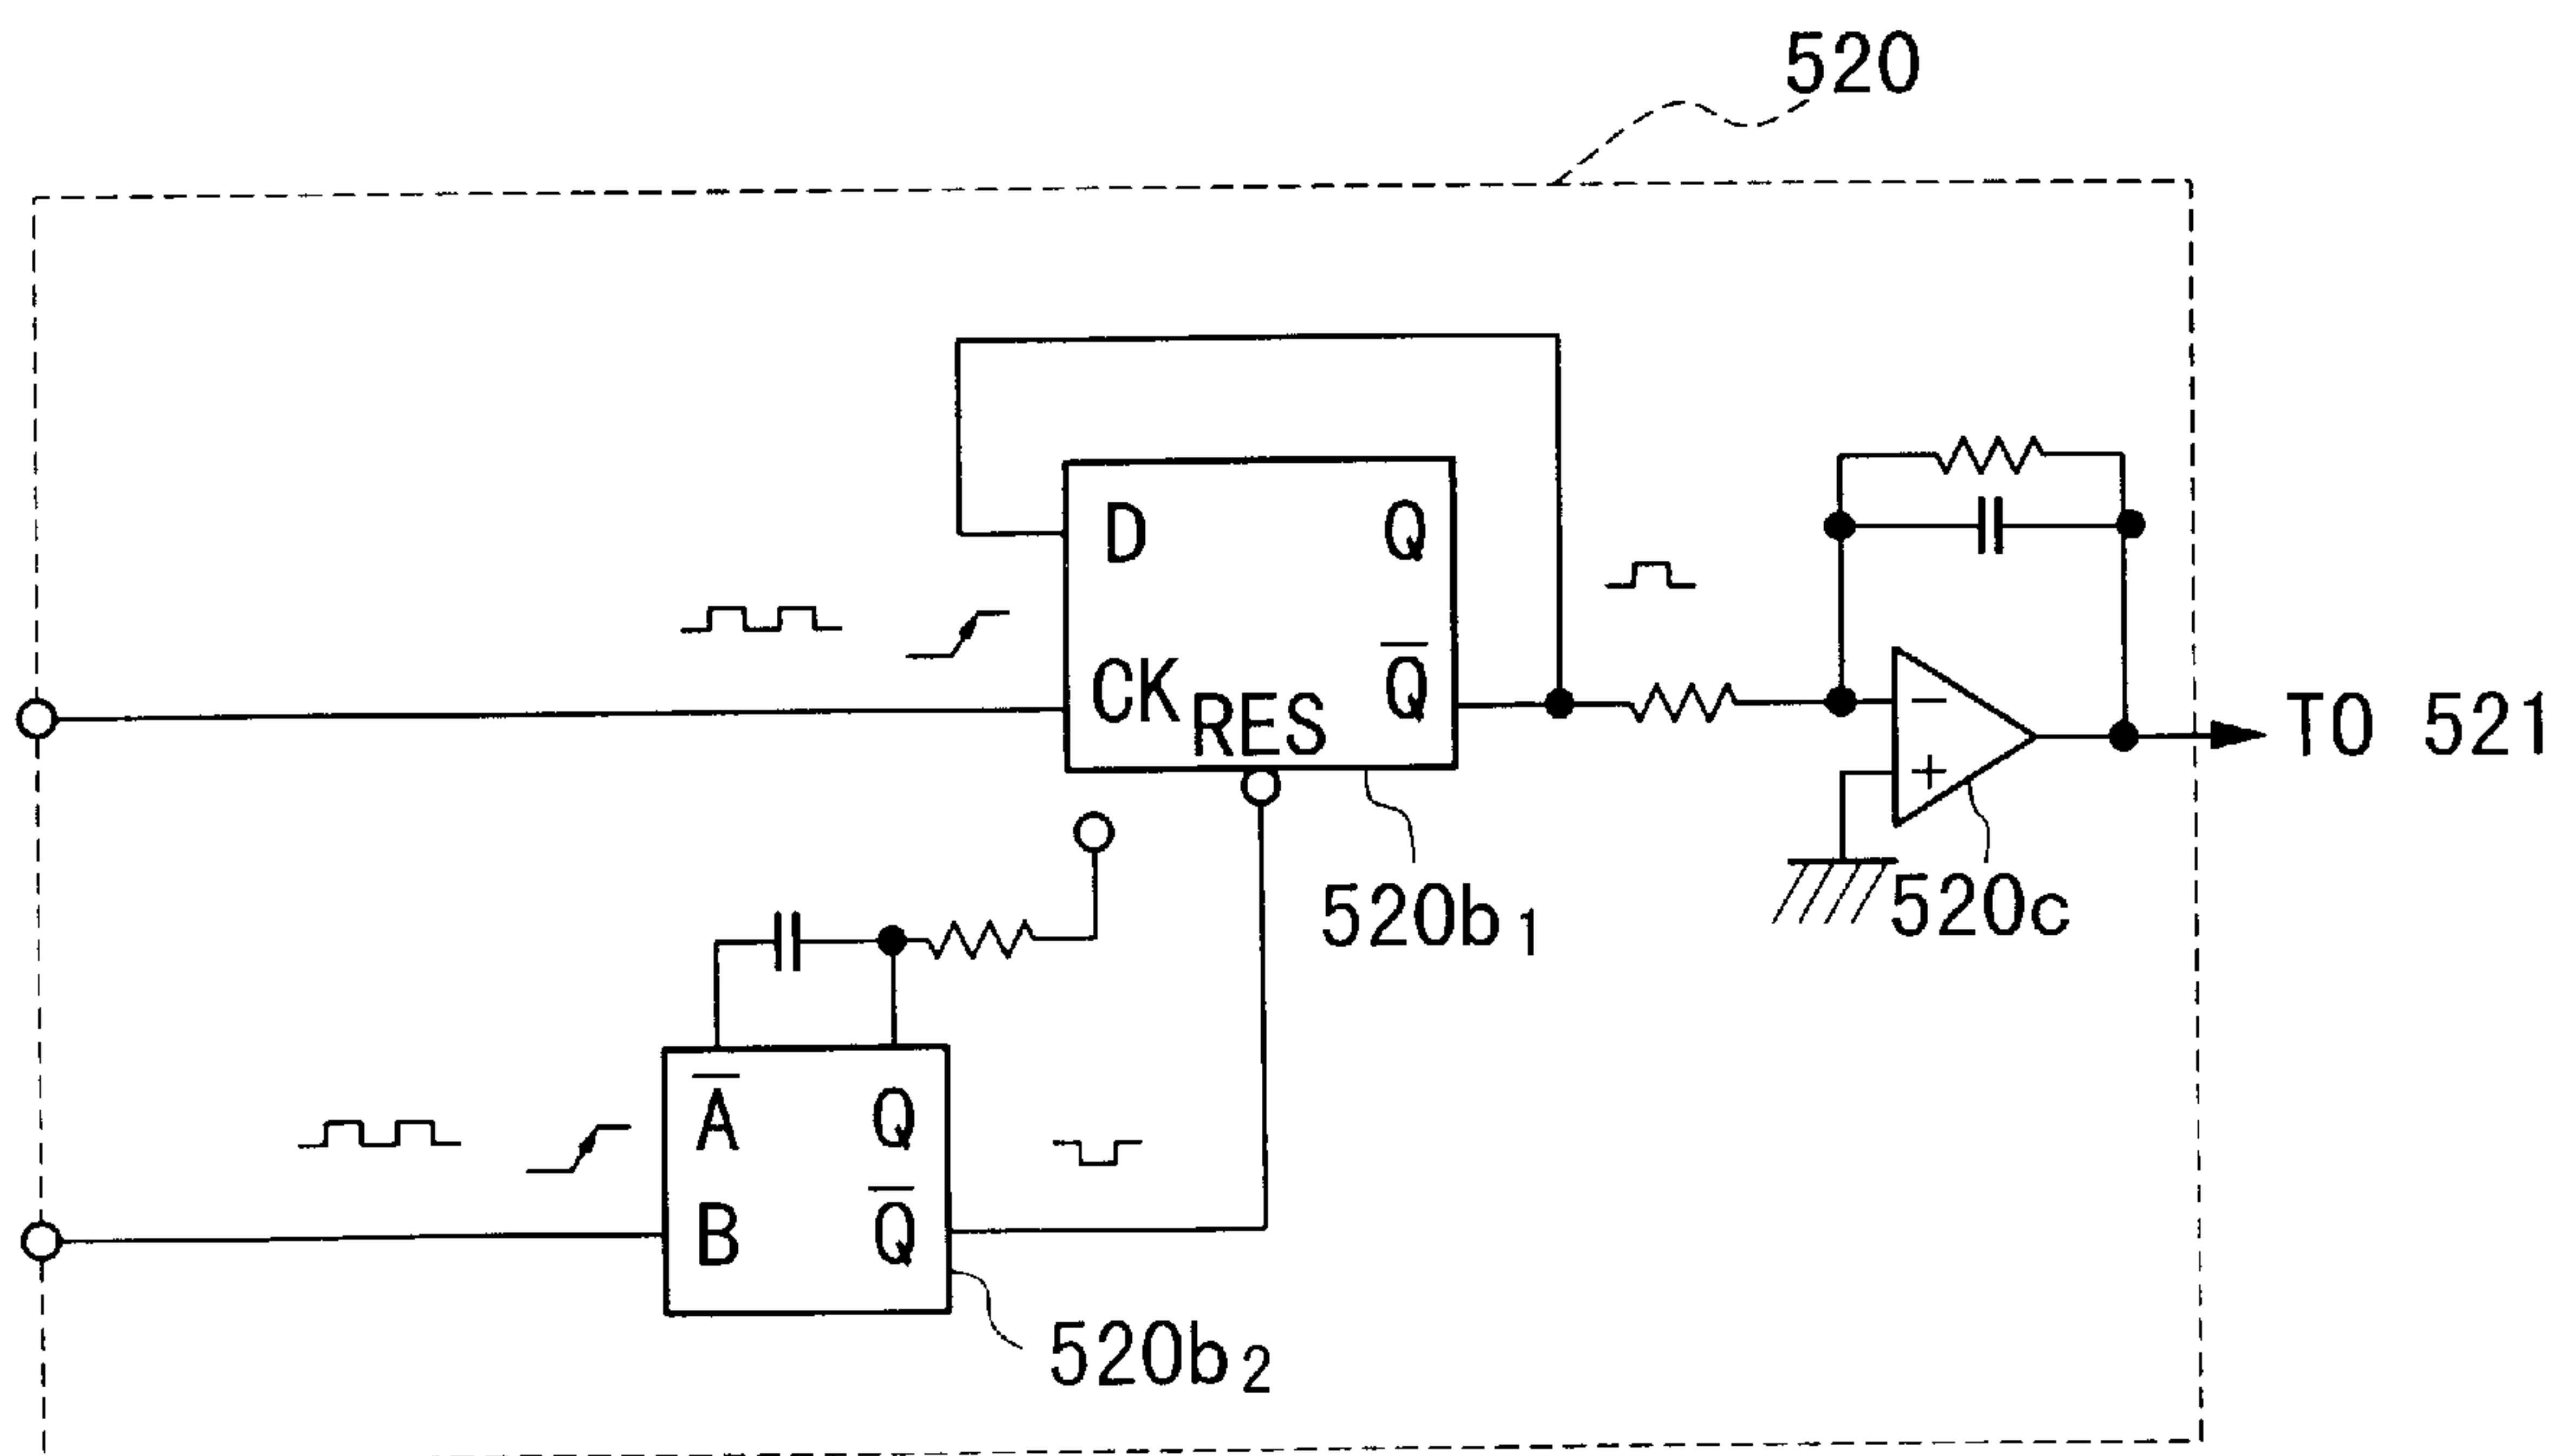 520
D Q
CK Q̅
RES
− 
+
TO 521
520b₁
520c
A̅ Q
B Q̅
520b₂